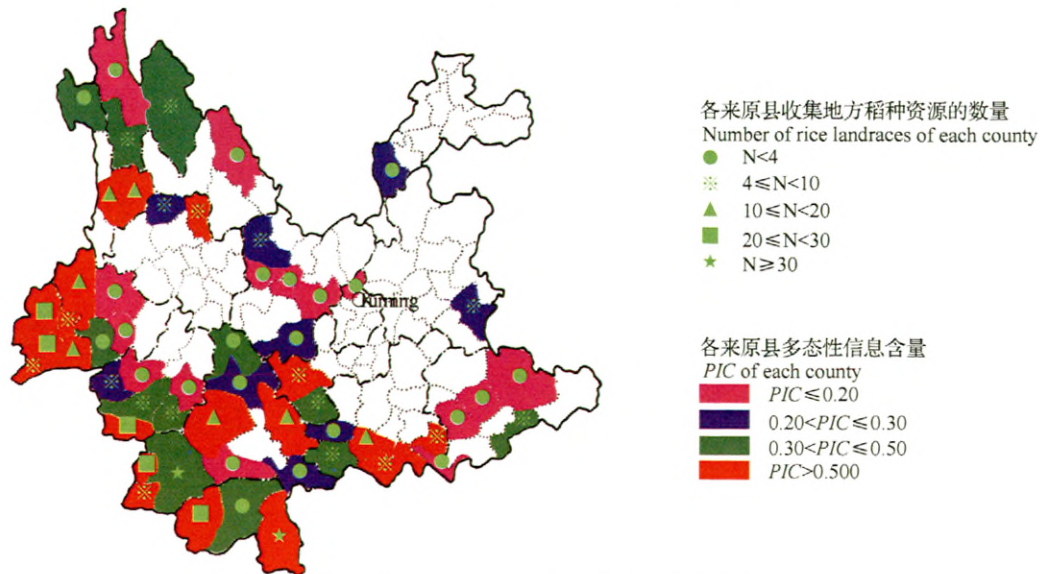 各来原县收集地方稻种资源的数量
Number of rice landraces of each county
N<4
4≤N<10
10≤N<20
20≤N<30
N≥30
各来原县多态性信息含量
PIC of each county
PIC≤0.20
0.20<PIC≤0.30
0.30<PIC≤0.50
PIC>0.500